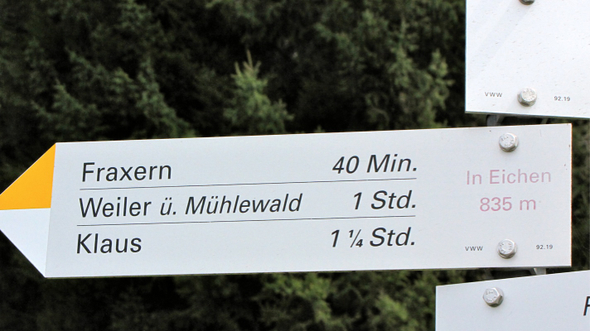 VWW 92.19
Fraxern 40 Min.
Weiler ü. Mühlewald 1 Std.
Klaus 1 ¼ Std.
In Eichen
835 m
VWW 92.19